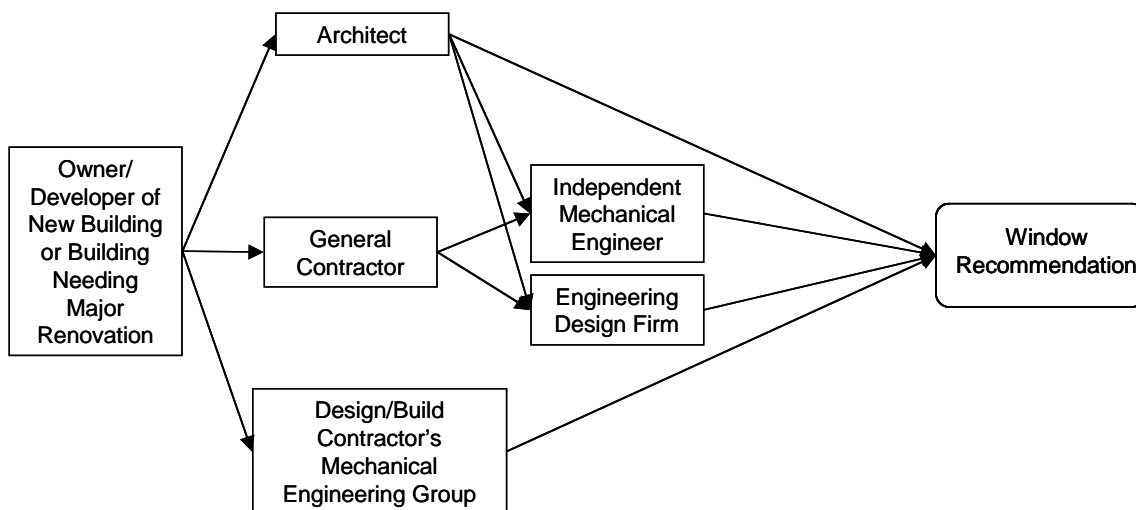 Architect
Owner/
Developer of
New Building
or Building
Needing
Major
Renovation
General
Contractor
Independent
Mechanical
Engineer
Engineering
Design Firm
Design/Build
Contractor's
Mechanical
Engineering Group
Window
Recommendation